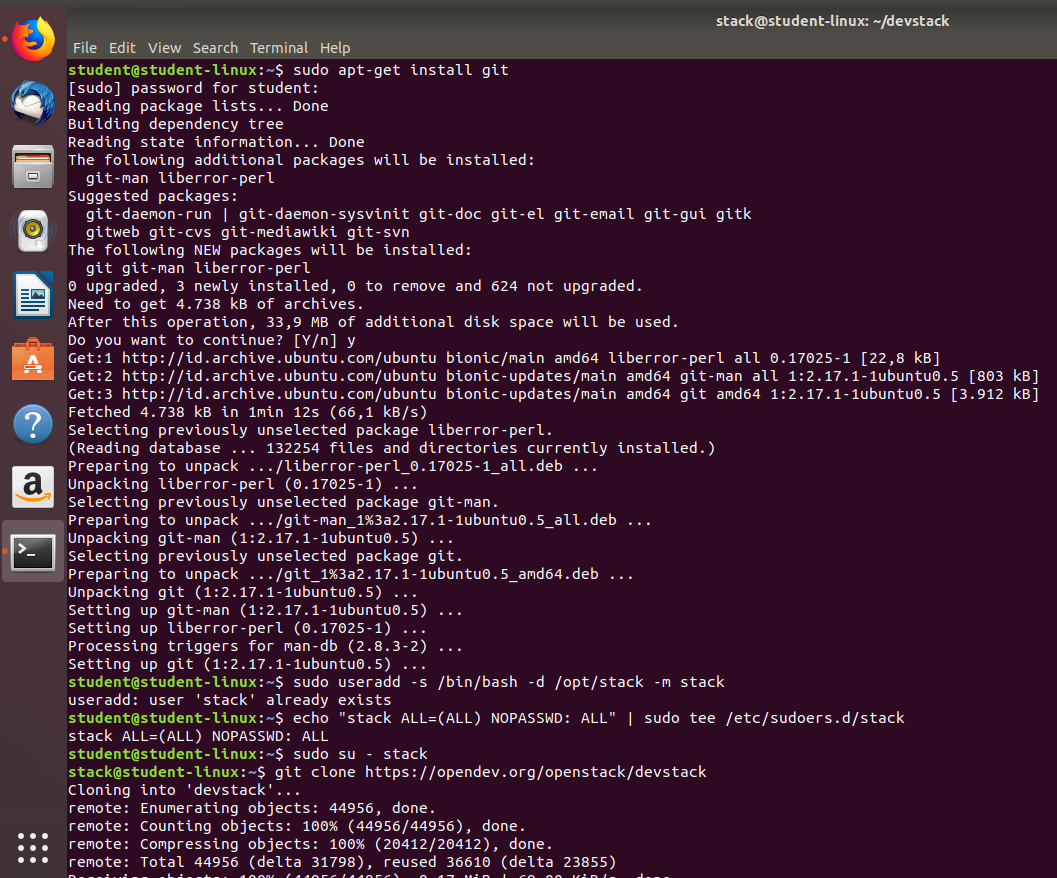 stack@student-linux: ~/devstack
File Edit View Search Terminal Help
student@student-linux:~$ sudo apt-get install git
[sudo] password for student:
Reading package lists... Done
Building dependency tree
Reading state information... Done
The following additional packages will be installed:
  git-man liberror-perl
Suggested packages:
  git-daemon-run | git-daemon-sysvinit git-doc git-el git-email git-gui gitk
  gitweb git-cvs git-mediawiki git-svn
The following NEW packages will be installed:
  git git-man liberror-perl
0 upgraded, 3 newly installed, 0 to remove and 624 not upgraded.
Need to get 4.738 kB of archives.
After this operation, 33,9 MB of additional disk space will be used.
Do you want to continue? [Y/n] y
Get:1 http://id.archive.ubuntu.com/ubuntu bionic/main amd64 liberror-perl all 0.17025-1 [22,8 kB]
Get:2 http://id.archive.ubuntu.com/ubuntu bionic-updates/main amd64 git-man all 1:2.17.1-1ubuntu0.5 [803 kB]
Get:3 http://id.archive.ubuntu.com/ubuntu bionic-updates/main amd64 git amd64 1:2.17.1-1ubuntu0.5 [3.912 kB]
Fetched 4.738 kB in 1min 12s (66,1 kB/s)
Selecting previously unselected package liberror-perl.
(Reading database ... 132254 files and directories currently installed.)
Preparing to unpack .../liberror-perl_0.17025-1_all.deb ...
Unpacking liberror-perl (0.17025-1) ...
Selecting previously unselected package git-man.
Preparing to unpack .../git-man_1%3a2.17.1-1ubuntu0.5_all.deb ...
Unpacking git-man (1:2.17.1-1ubuntu0.5) ...
Selecting previously unselected package git.
Preparing to unpack .../git_1%3a2.17.1-1ubuntu0.5_amd64.deb ...
Unpacking git (1:2.17.1-1ubuntu0.5) ...
Setting up git-man (1:2.17.1-1ubuntu0.5) ...
Setting up liberror-perl (0.17025-1) ...
Processing triggers for man-db (2.8.3-2) ...
Setting up git (1:2.17.1-1ubuntu0.5) ...
student@student-linux:~$ sudo useradd -s /bin/bash -d /opt/stack -m stack
useradd: user 'stack' already exists
student@student-linux:~$ echo "stack ALL=(ALL) NOPASSWD: ALL" | sudo tee /etc/sudoers.d/stack
stack ALL=(ALL) NOPASSWD: ALL
student@student-linux:~$ sudo su - stack
stack@student-linux:~$ git clone https://opendev.org/openstack/devstack
Cloning into 'devstack'...
remote: Enumerating objects: 44956, done.
remote: Counting objects: 100% (44956/44956), done.
remote: Compressing objects: 100% (20412/20412), done.
remote: Total 44956 (delta 31798), reused 36610 (delta 23855)
Receiving objects: 100% (44956/44956),